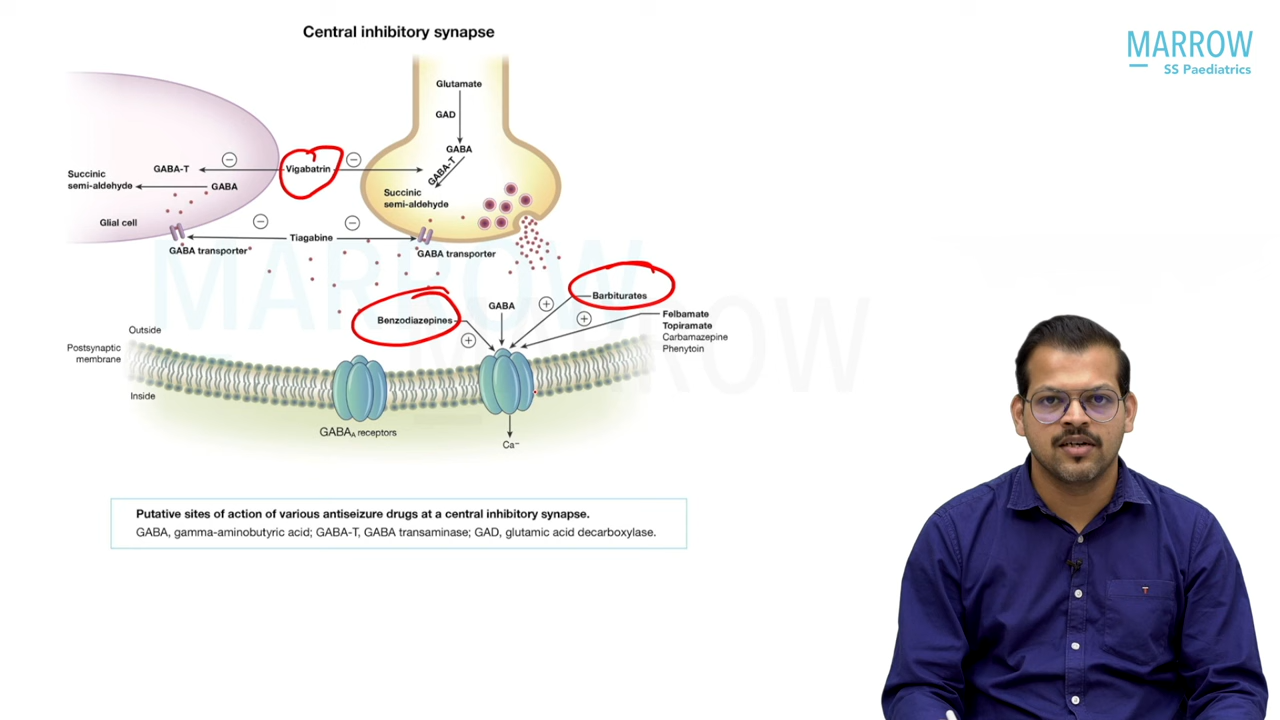 Central inhibitory synapse
MARROW
SS Paediatrics
Glutamate
GAD
GABA
GABA-T
Succinic
semi-aldehyde
GABA-T
Vigabatrin
Succinic
semi-aldehyde
GABA
Glial cell
Tiagabine
GABA transporter
GABA transporter
MARROW
MARROW
Benzodiazepines
GABA
Barbiturates
Felbamate
Topiramate
Carbamazepine
Phenytoin
Outside
Postsynaptic
membrane
Inside
GABAA receptors
Ca⁻
Putative sites of action of various antiseizure drugs at a central inhibitory synapse.
GABA, gamma-aminobutyric acid; GABA-T, GABA transaminase; GAD, glutamic acid decarboxylase.